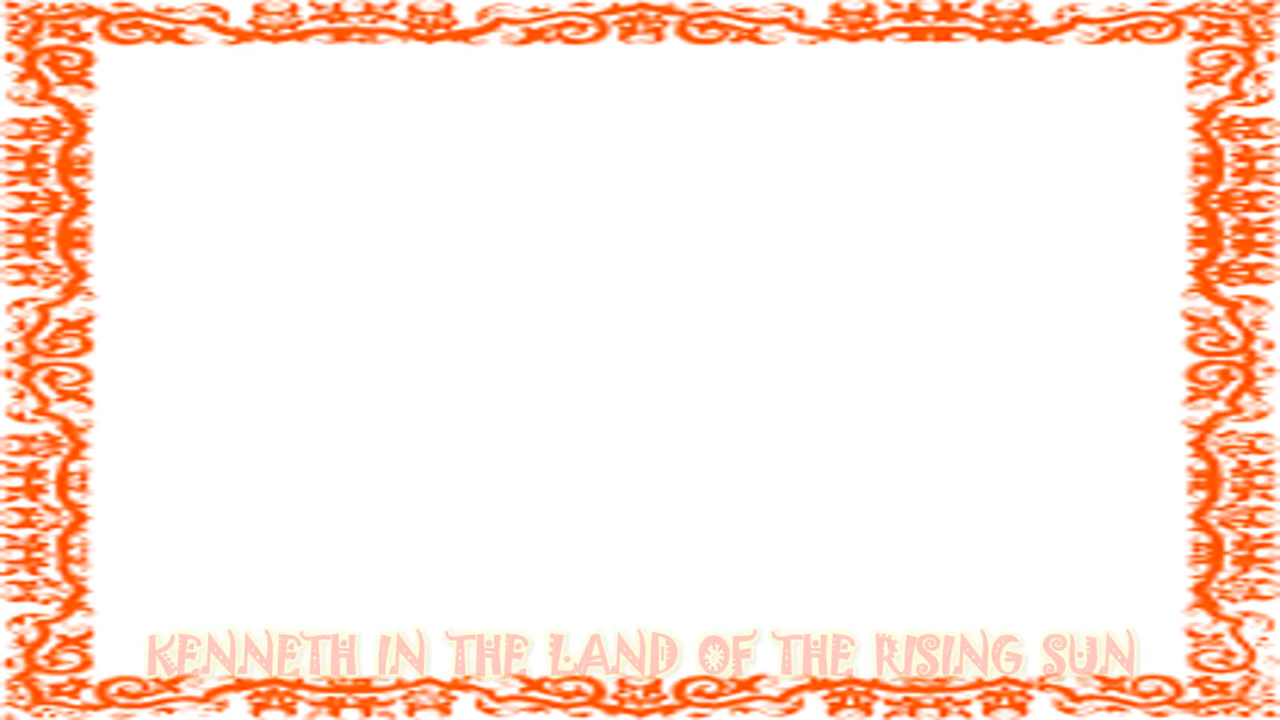 KENNETH IN THE LAND OF THE RISING SUN